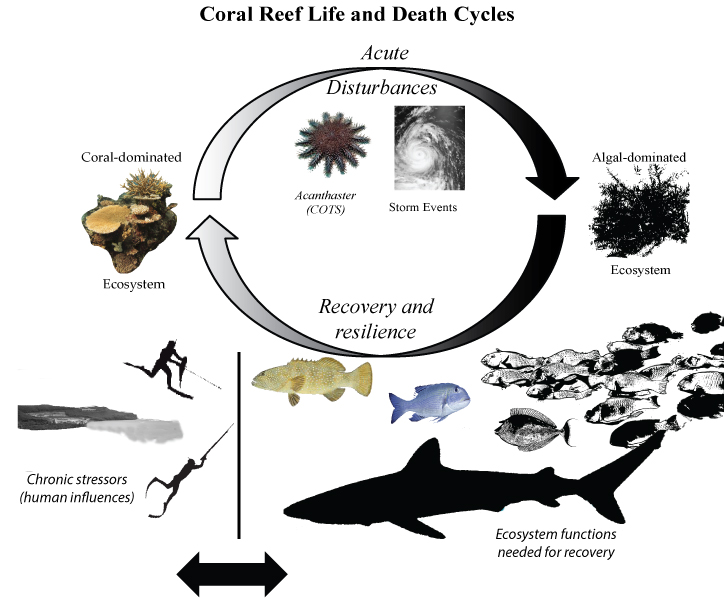 Coral Reef Life and Death Cycles
Acute
Disturbances
Coral-dominated
Algal-dominated
Acanthaster
(COTS)
Storm Events
Ecosystem
Ecosystem
Recovery and
resilience
Chronic stressors
(human influences)
Ecosystem functions
needed for recovery